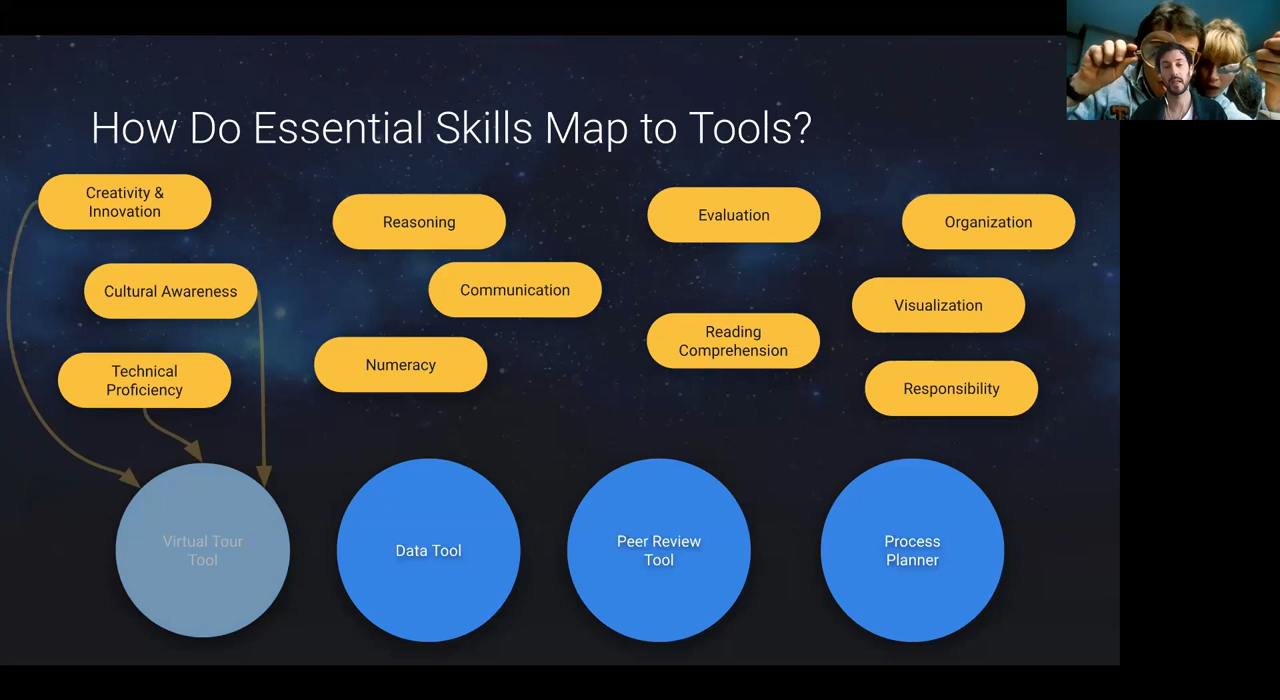 How Do Essential Skills Map to Tools?
Creativity &
Innovation
Reasoning
Evaluation
Organization
Cultural Awareness
Communication
Visualization
Technical
Proficiency
Numeracy
Reading
Comprehension
Responsibility
Virtual Tour
Tool
Data Tool
Peer Review
Tool
Process
Planner